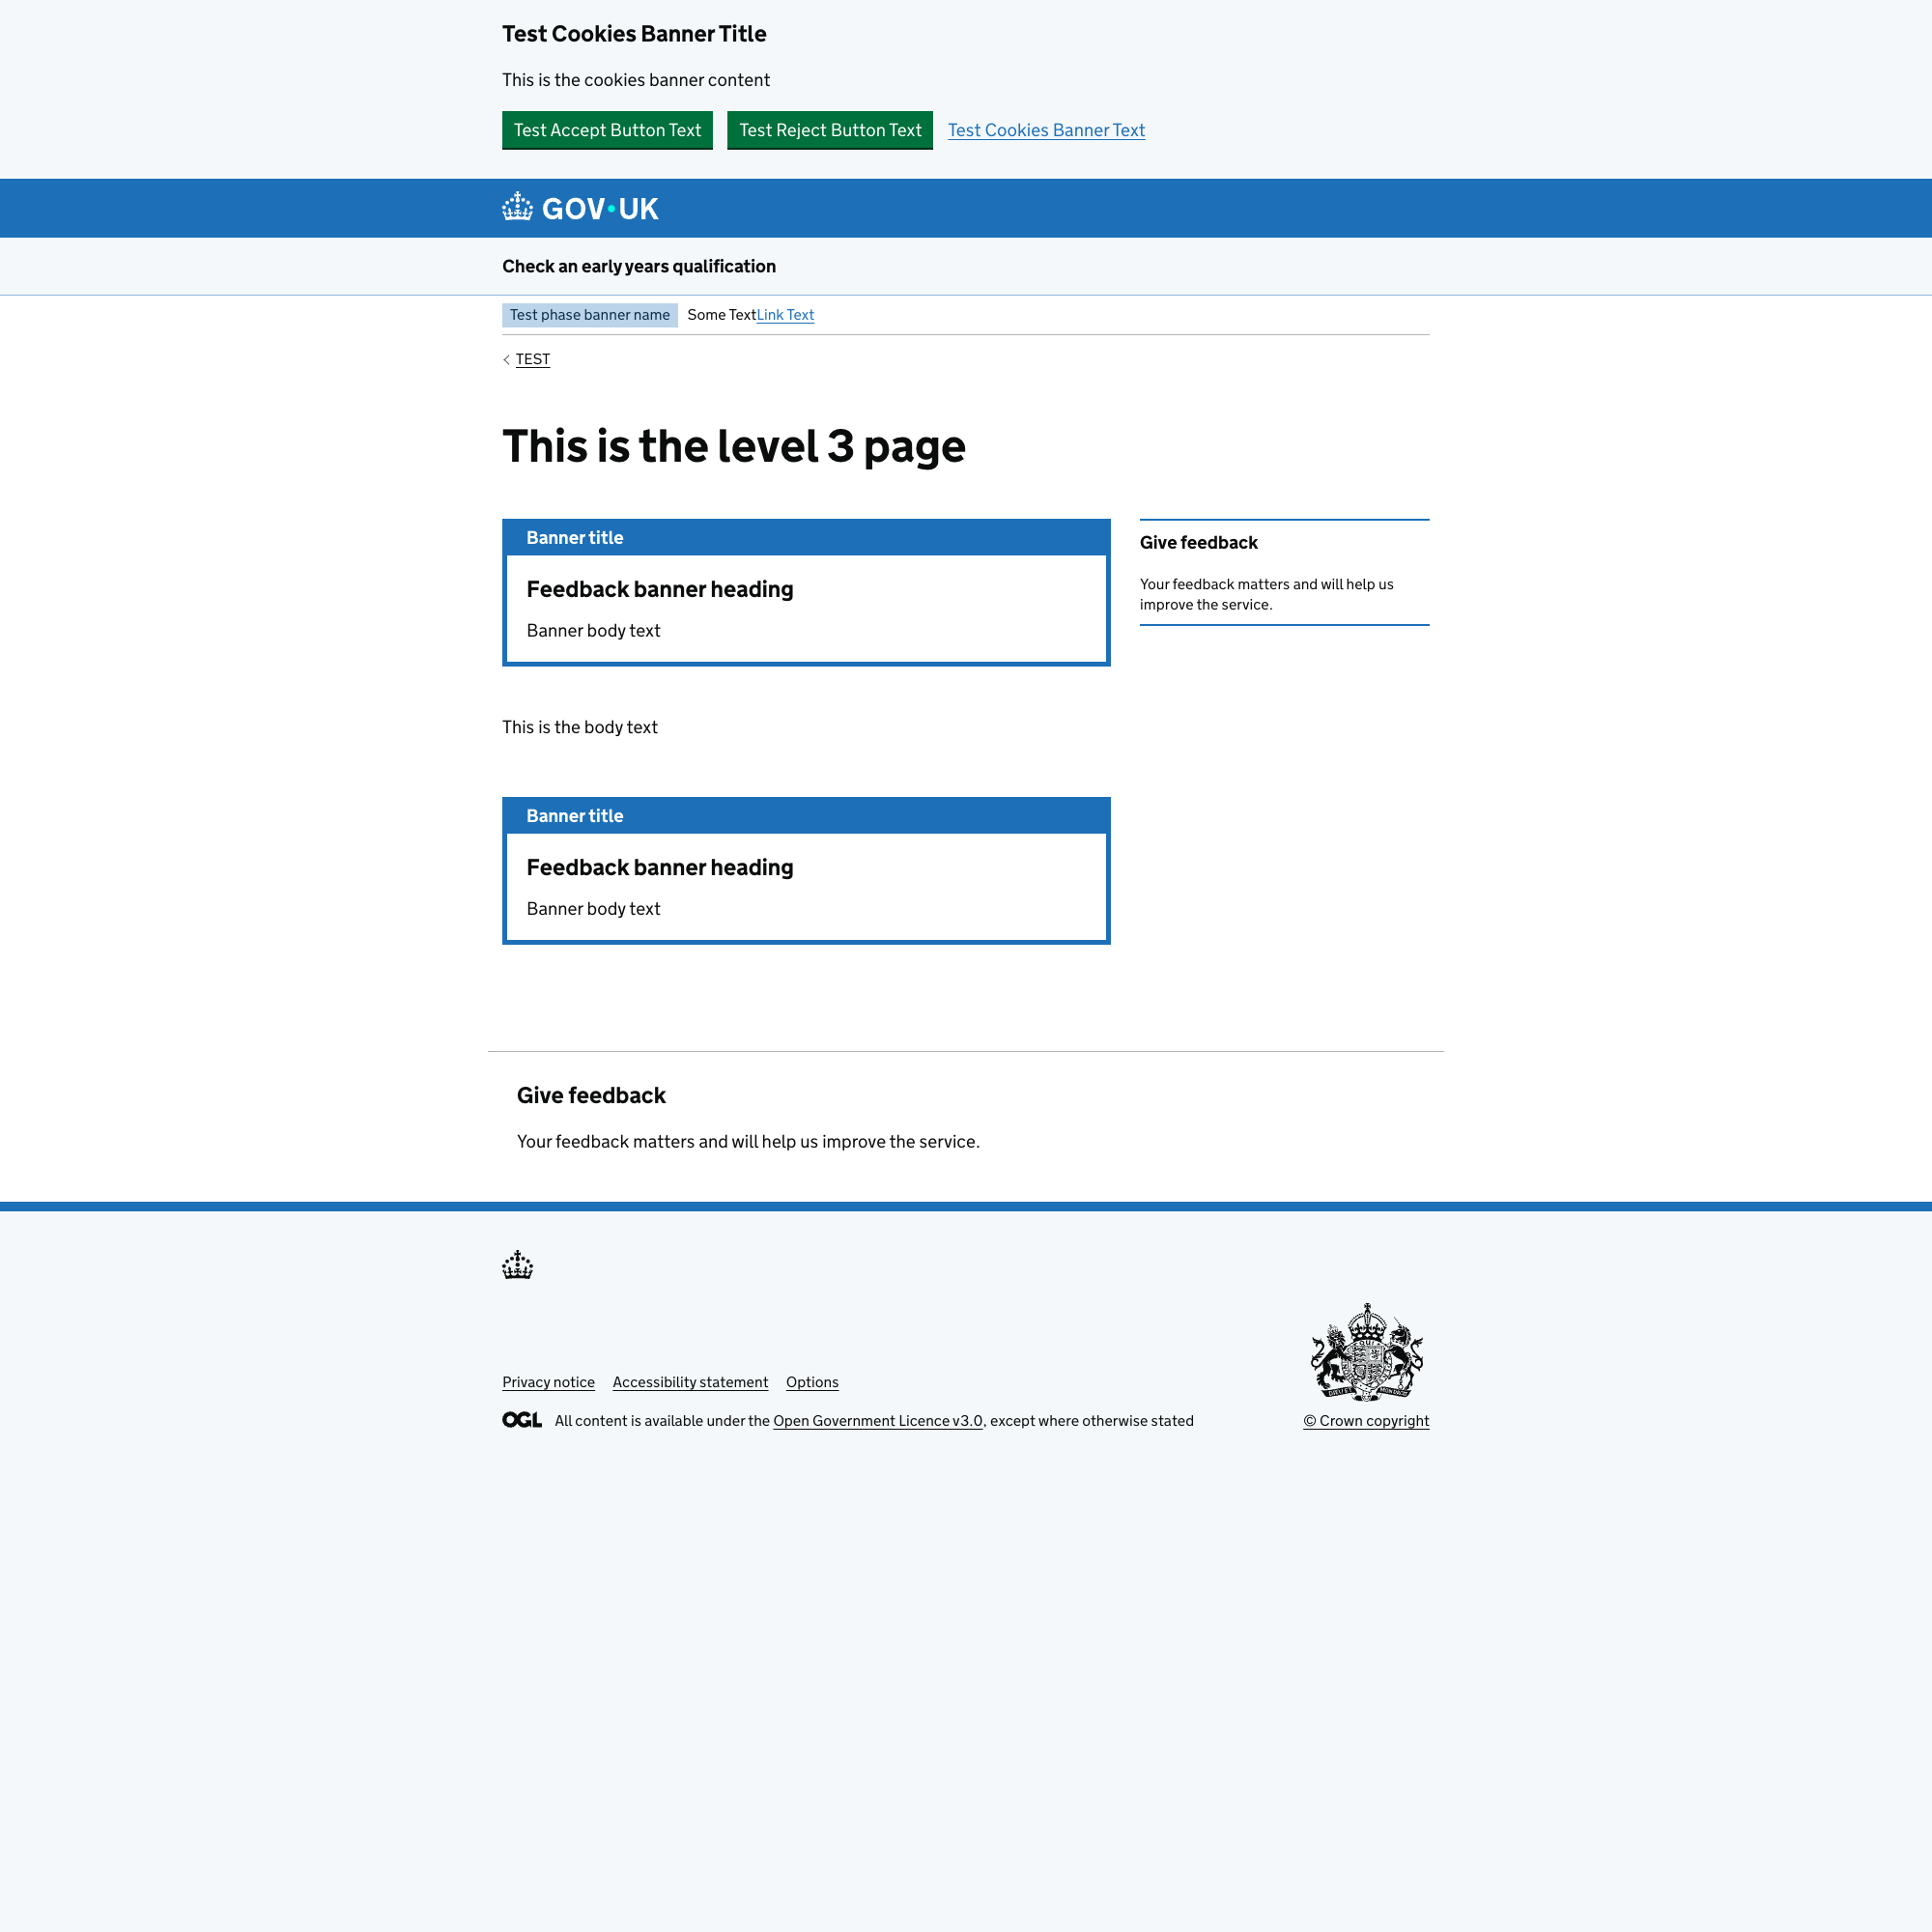 Test Cookies Banner Title
This is the cookies banner content
Test Accept Button Text Test Reject Button Text Test Cookies Banner Text
GOV·UK
Check an early years qualification
Test phase banner name Some TextLink Text
TEST
This is the level 3 page
Banner title
Feedback banner heading
Banner body text
Give feedback
Your feedback matters and will help us
improve the service.
This is the body text
Banner title
Feedback banner heading
Banner body text
Give feedback
Your feedback matters and will help us improve the service.
Privacy notice Accessibility statement Options
OGL All content is available under the Open Government Licence v3.0, except where otherwise stated
© Crown copyright